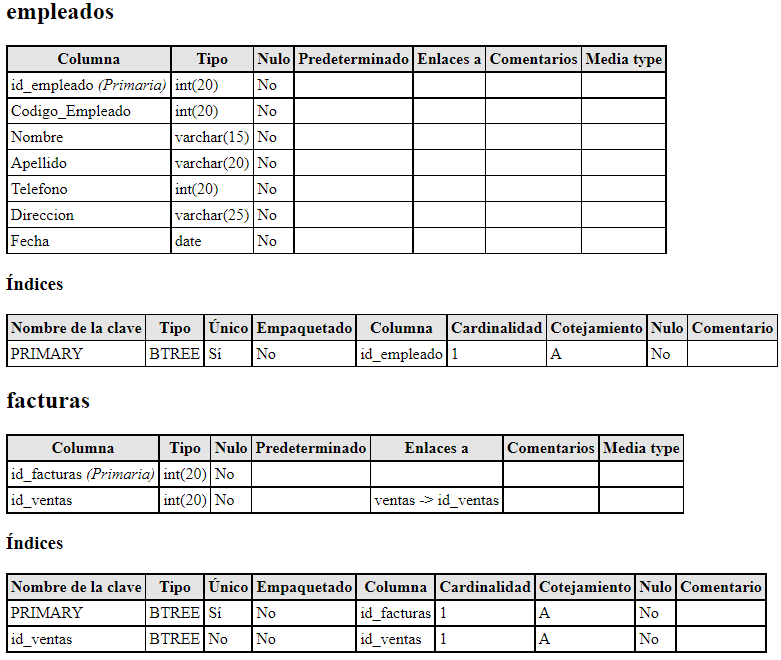 empleados
Columna Tipo Nulo Predeterminado Enlaces a Comentarios Media type
id_empleado (Primaria) int(20) No
Codigo_Empleado int(20) No
Nombre varchar(15) No
Apellido varchar(20) No
Telefono int(20) No
Direccion varchar(25) No
Fecha date No
Índices
Nombre de la clave Tipo Único Empaquetado Columna Cardinalidad Cotejamiento Nulo Comentario
PRIMARY BTREE Sí No id_empleado 1 A No
facturas
Columna Tipo Nulo Predeterminado Enlaces a Comentarios Media type
id_facturas (Primaria) int(20) No
id_ventas int(20) No ventas -> id_ventas
Índices
Nombre de la clave Tipo Único Empaquetado Columna Cardinalidad Cotejamiento Nulo Comentario
PRIMARY BTREE Sí No id_facturas 1 A No
id_ventas BTREE No No id_ventas 1 A No